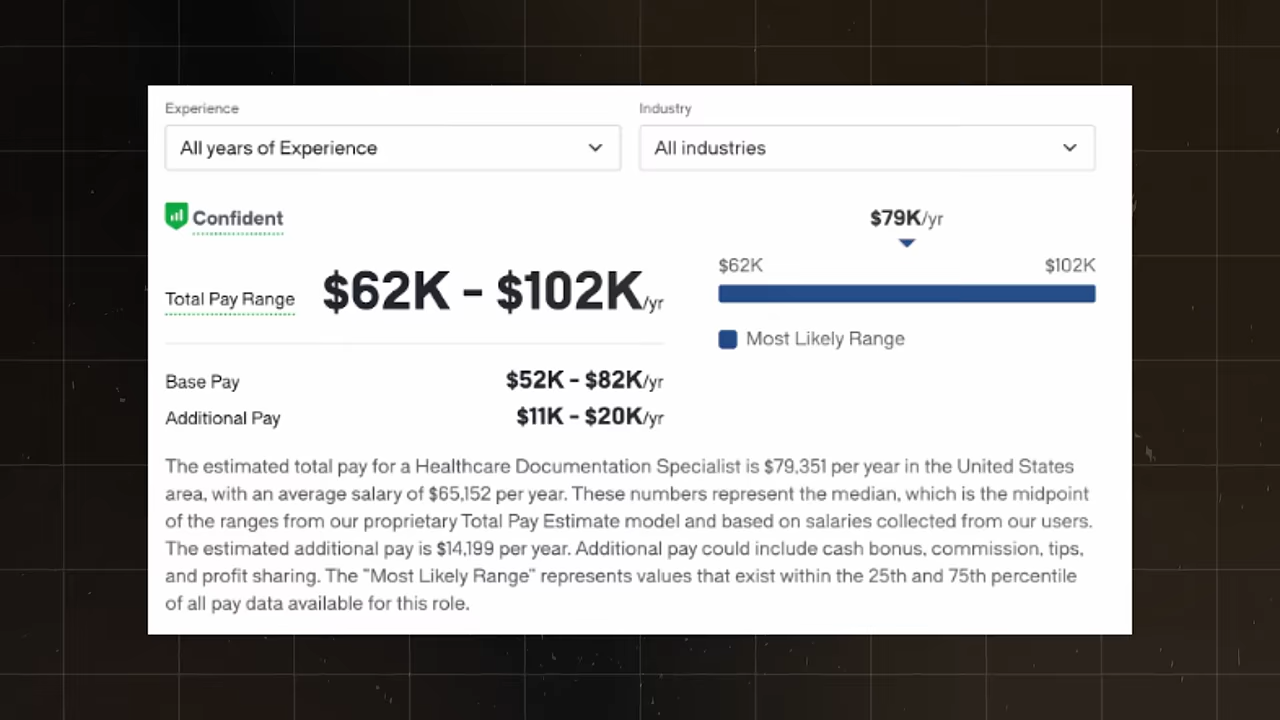 Experience
Industry
All years of Experience
All industries
Confident
$79K/yr
$62K
$102K
Total Pay Range
$62K - $102K/yr
Most Likely Range
Base Pay
$52K - $82K/yr
Additional Pay
$11K - $20K/yr
The estimated total pay for a Healthcare Documentation Specialist is $79,351 per year in the United States
area, with an average salary of $65,152 per year. These numbers represent the median, which is the midpoint
of the ranges from our proprietary Total Pay Estimate model and based on salaries collected from our users.
The estimated additional pay is $14,199 per year. Additional pay could include cash bonus, commission, tips,
and profit sharing. The "Most Likely Range" represents values that exist within the 25th and 75th percentile
of all pay data available for this role.